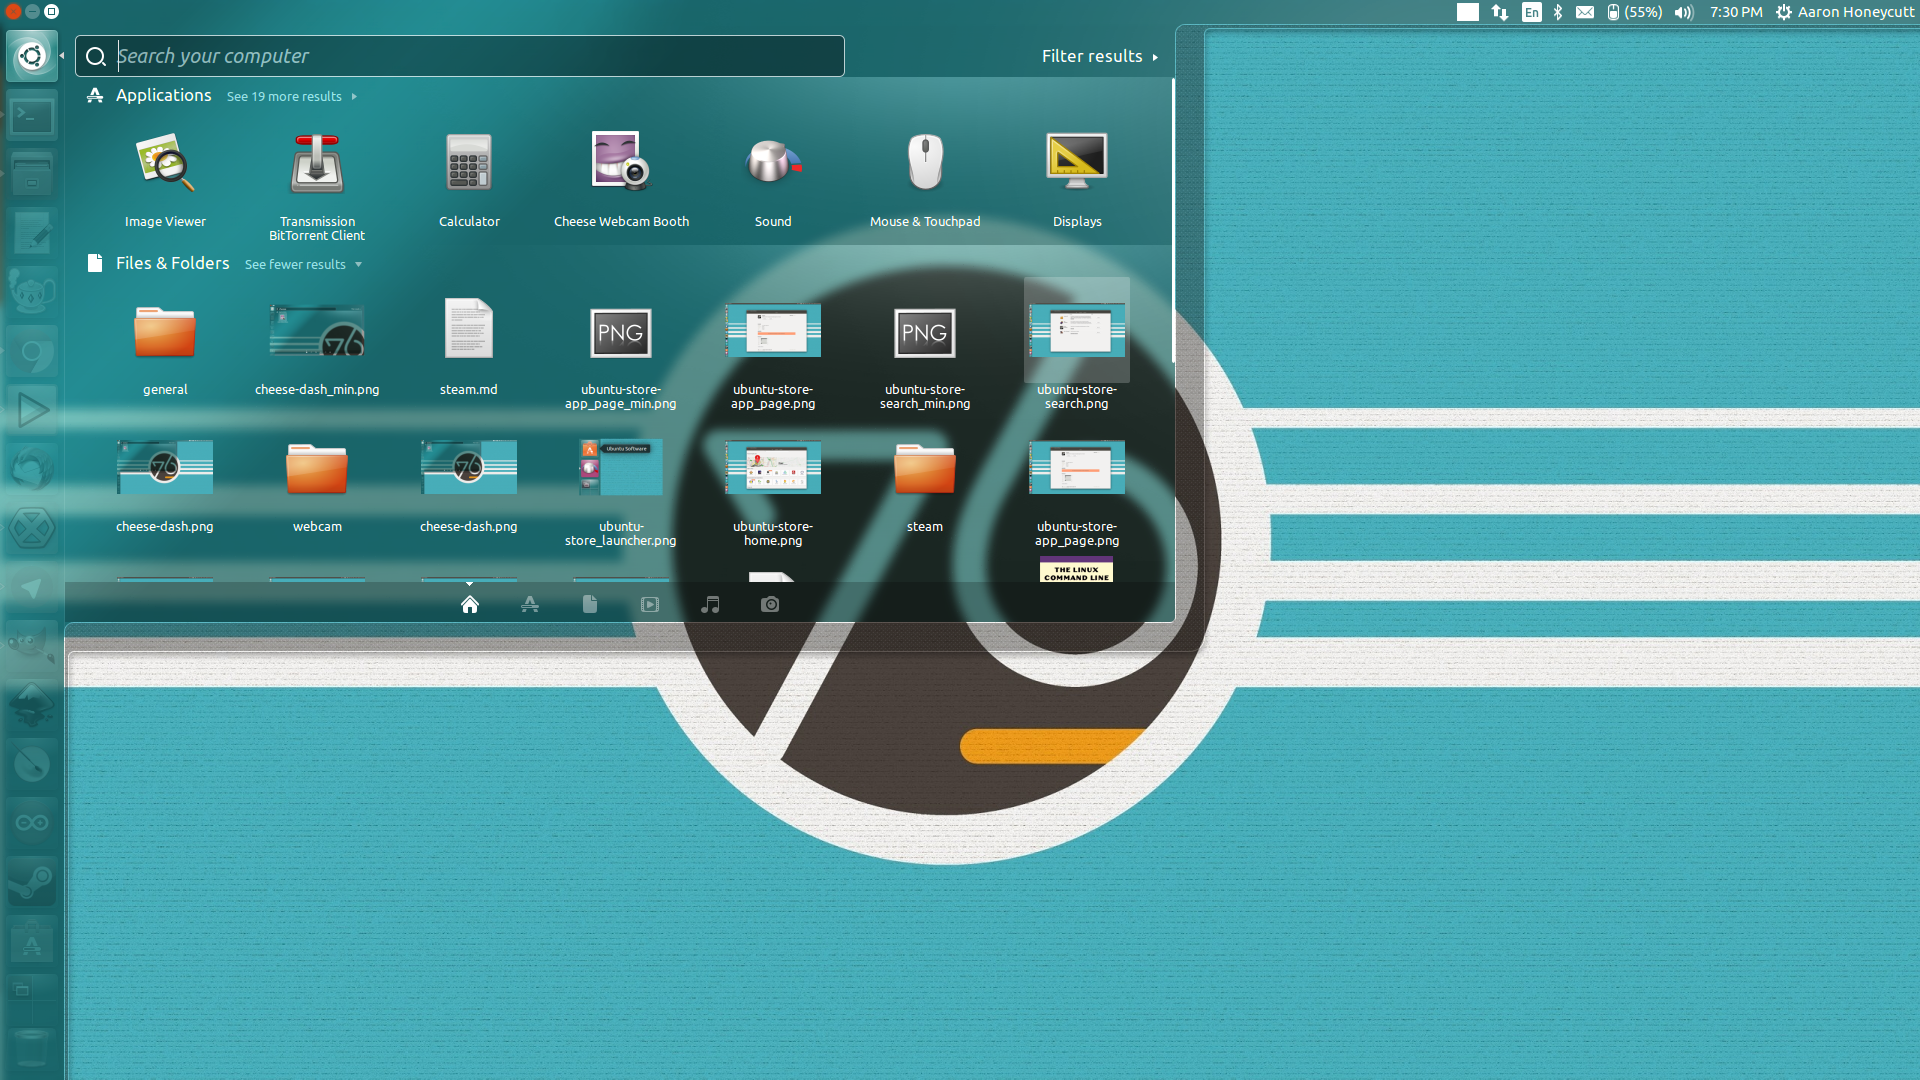 En
(55%)
7:30 PM
Aaron Honeycutt
Search your computer
Filter results
Applications
See 19 more results
Image Viewer
Transmission
BitTorrent Client
Calculator
Cheese Webcam Booth
Sound
Mouse & Touchpad
Displays
Files & Folders
See fewer results
PNG
PNG
general
cheese-dash_min.png
steam.md
ubuntu-store-
app_page_min.png
ubuntu-store-
app_page.png
ubuntu-store-
search_min.png
ubuntu-store-
search.png
Ubuntu Software
cheese-dash.png
webcam
cheese-dash.png
ubuntu-
store_launcher.png
ubuntu-store-
home.png
steam
ubuntu-store-
app_page.png
THE LINUX
COMMAND LINE
76